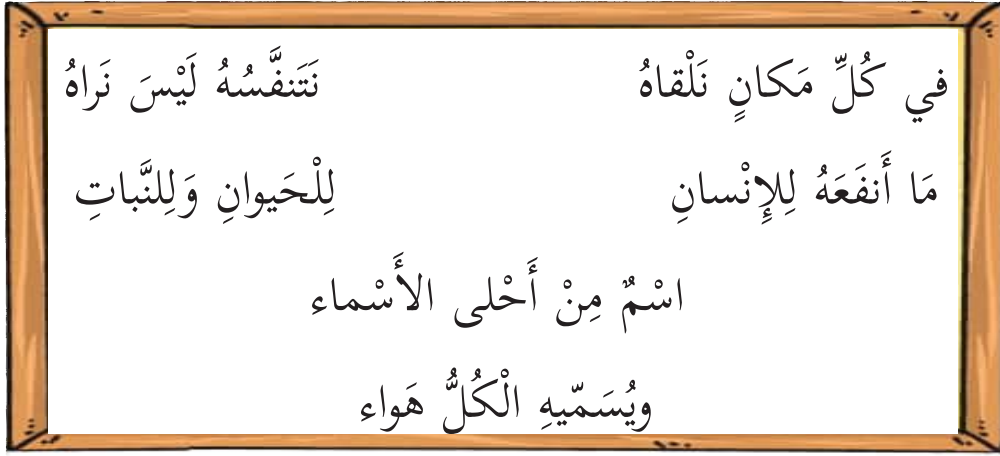 في كُلِّ مَكانٍ نَلْقاهُ نَتَنفَّسُهُ لَيْسَ نَراهُ
مَا أَنفَعَهُ لِلإِنْسانِ لِلْحَيوانِ وَلِلنَّباتِ
اسْمٌ مِنْ أَحْلى الأَسْماء
ويُسَمّيهِ الْكُلُّ هَواء